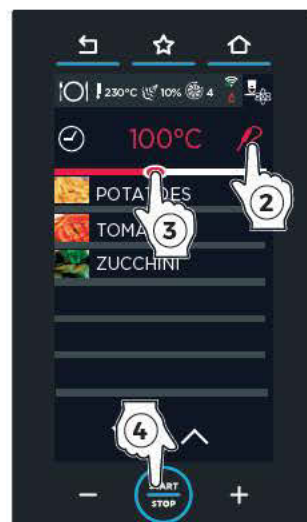 230°C 10% 4
100°C
2
POTATOES
3
TOMA
ZUCCHINI
4
START
STOP